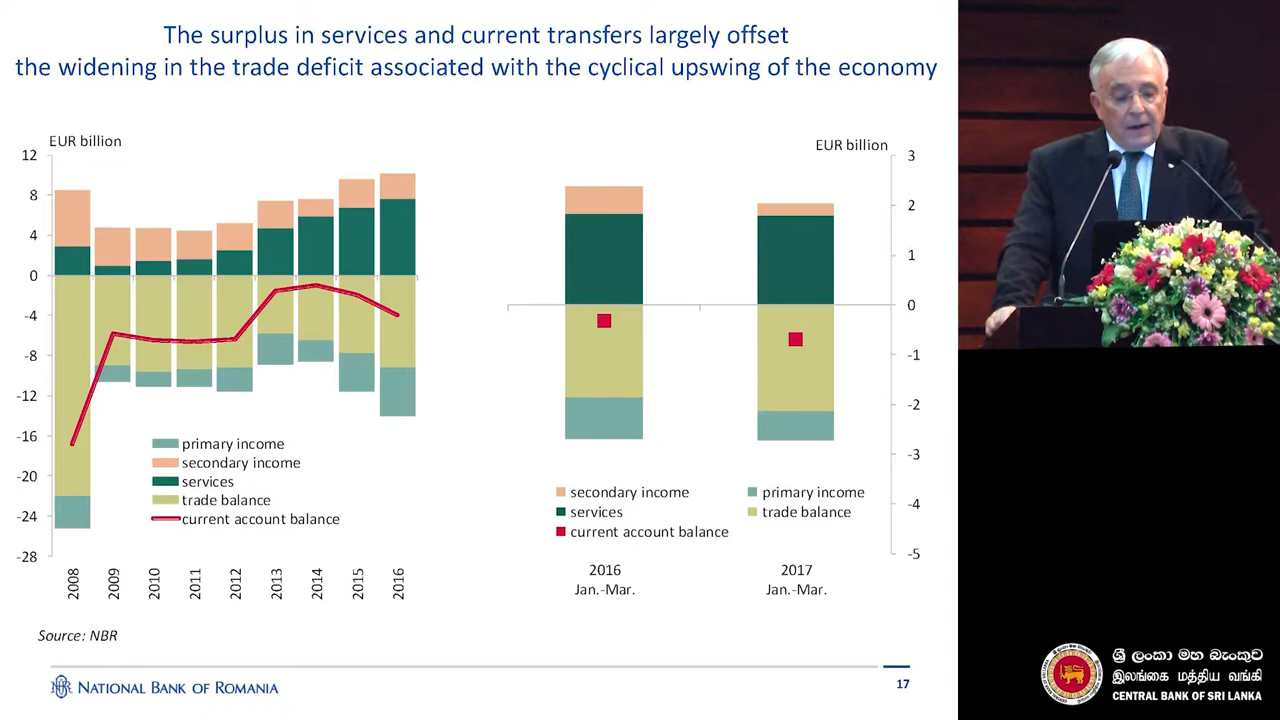 The surplus in services and current transfers largely offset
the widening in the trade deficit associated with the cyclical upswing of the economy
EUR billion
12
8
4
0
-4
-8
-12
-16
-20
-24
-28
primary income
secondary income
services
trade balance
current account balance
2008
2009
2010
2011
2012
2013
2014
2015
2016
EUR billion
3
2
1
0
-1
-2
-3
-4
-5
secondary income
primary income
services
trade balance
current account balance
2016
Jan.-Mar.
2017
Jan.-Mar.
Source: NBR
NATIONAL BANK OF ROMANIA
17
ශ්‍රී ලංකා මහ බැංකුව
இலங்கை மத்திய வங்கி
CENTRAL BANK OF SRI LANKA